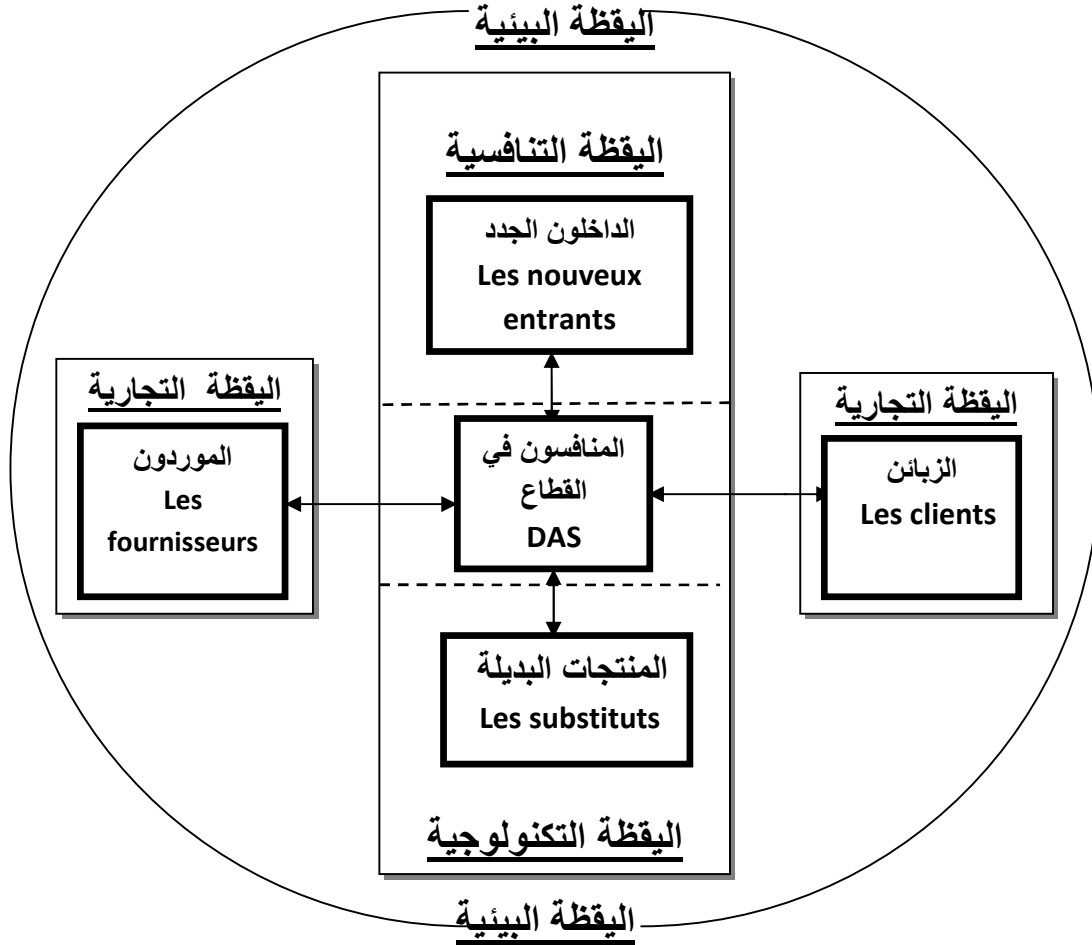 اليقظة البيئية
اليقظة التنافسية
الداخلون الجدد
Les nouveux
entrants
اليقظة التجارية
الزبائن
Les clients
المنافسون في
القطاع
DAS
اليقظة التجارية
الموردون
Les
fournisseurs
المنتجات البديلة
Les substituts
اليقظة التكنولوجية
اليقظة البيئية